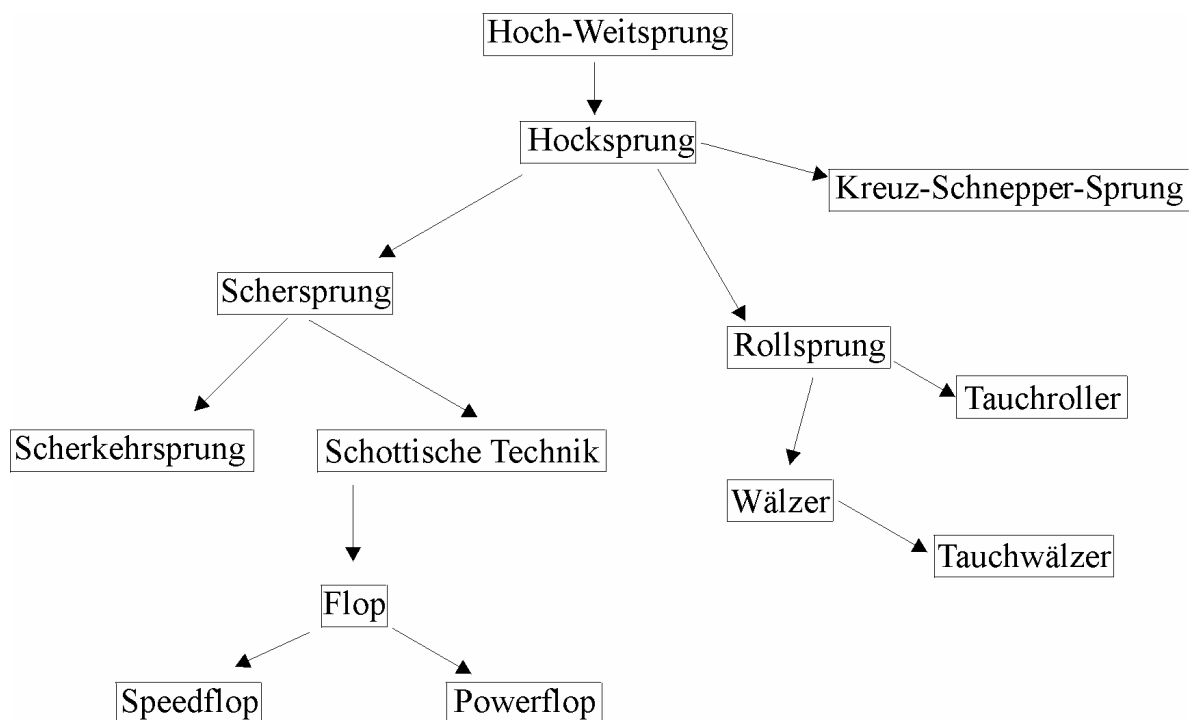 Hoch-Weitsprung
Hocksprung
Kreuz-Schnepper-Sprung
Schersprung
Rollsprung
Tauchroller
Scherkehrsprung
Schottische Technik
Wälzer
Tauchwälzer
Flop
Speedflop
Powerflop